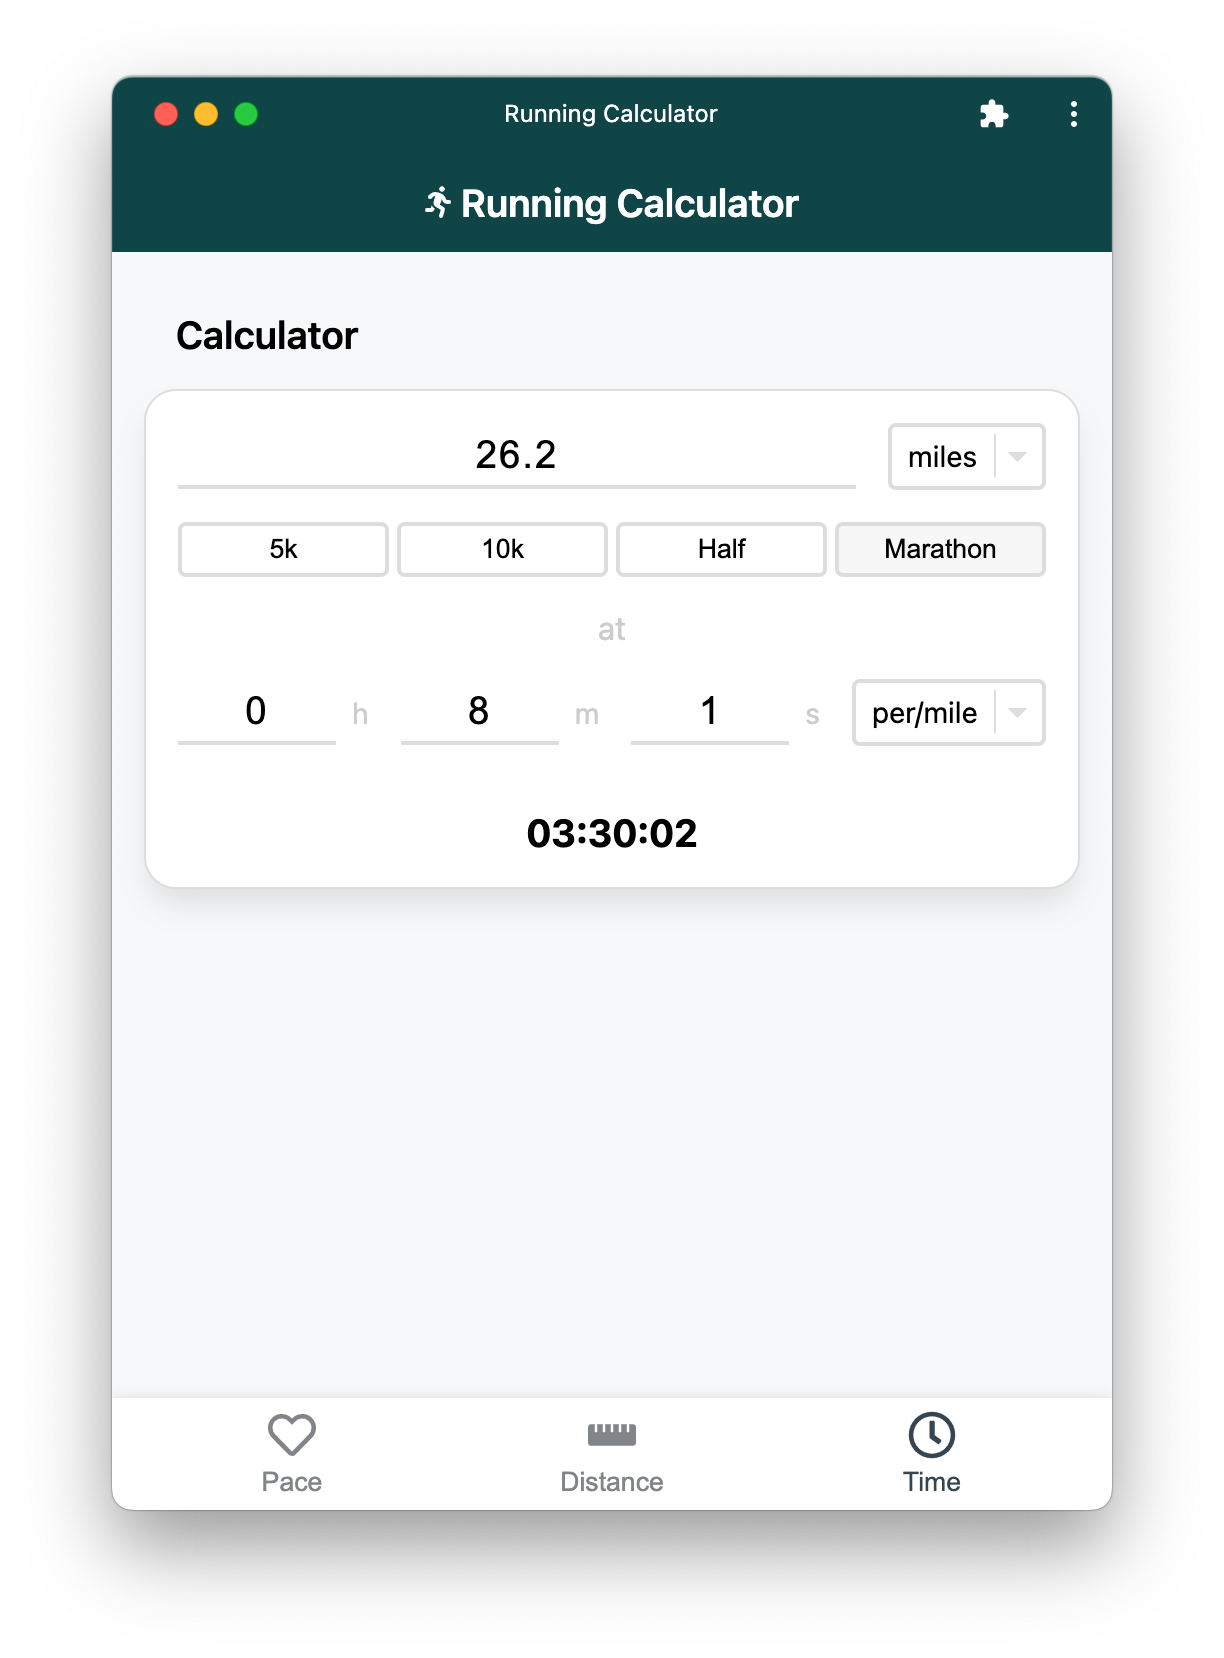 Running Calculator
Running Calculator
Calculator
26.2 miles
5k 10k Half Marathon
at
0 h 8 m 1 s per/mile
03:30:02
Pace Distance Time